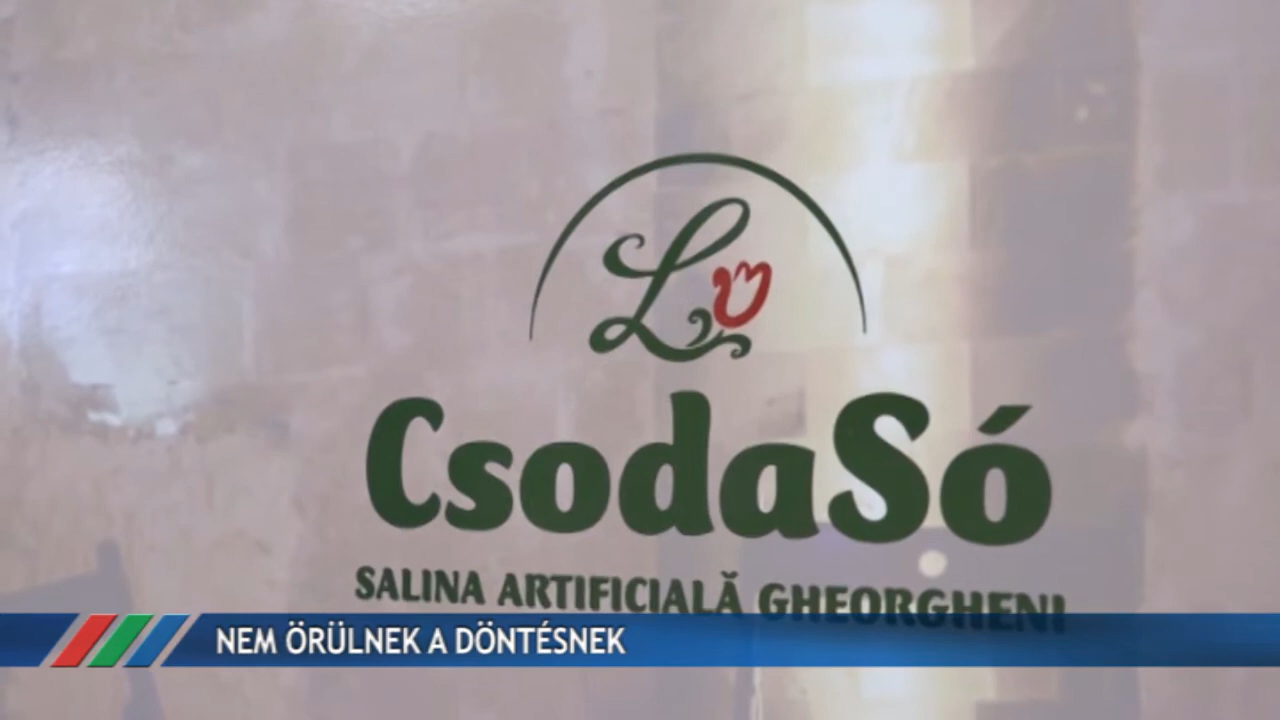 L
CsodaSó
SALINA ARTIFICIALĂ GHEORGHENI
NEM ÖRÜLNEK A DÖNTÉSNEK